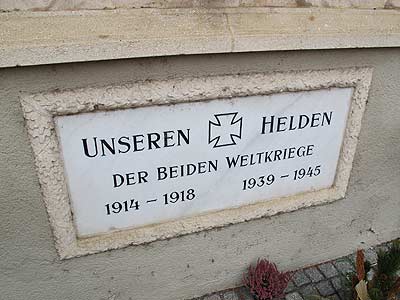 UNSEREN HELDEN
DER BEIDEN WELTKRIEGE
1914 – 1918 1939 – 1945